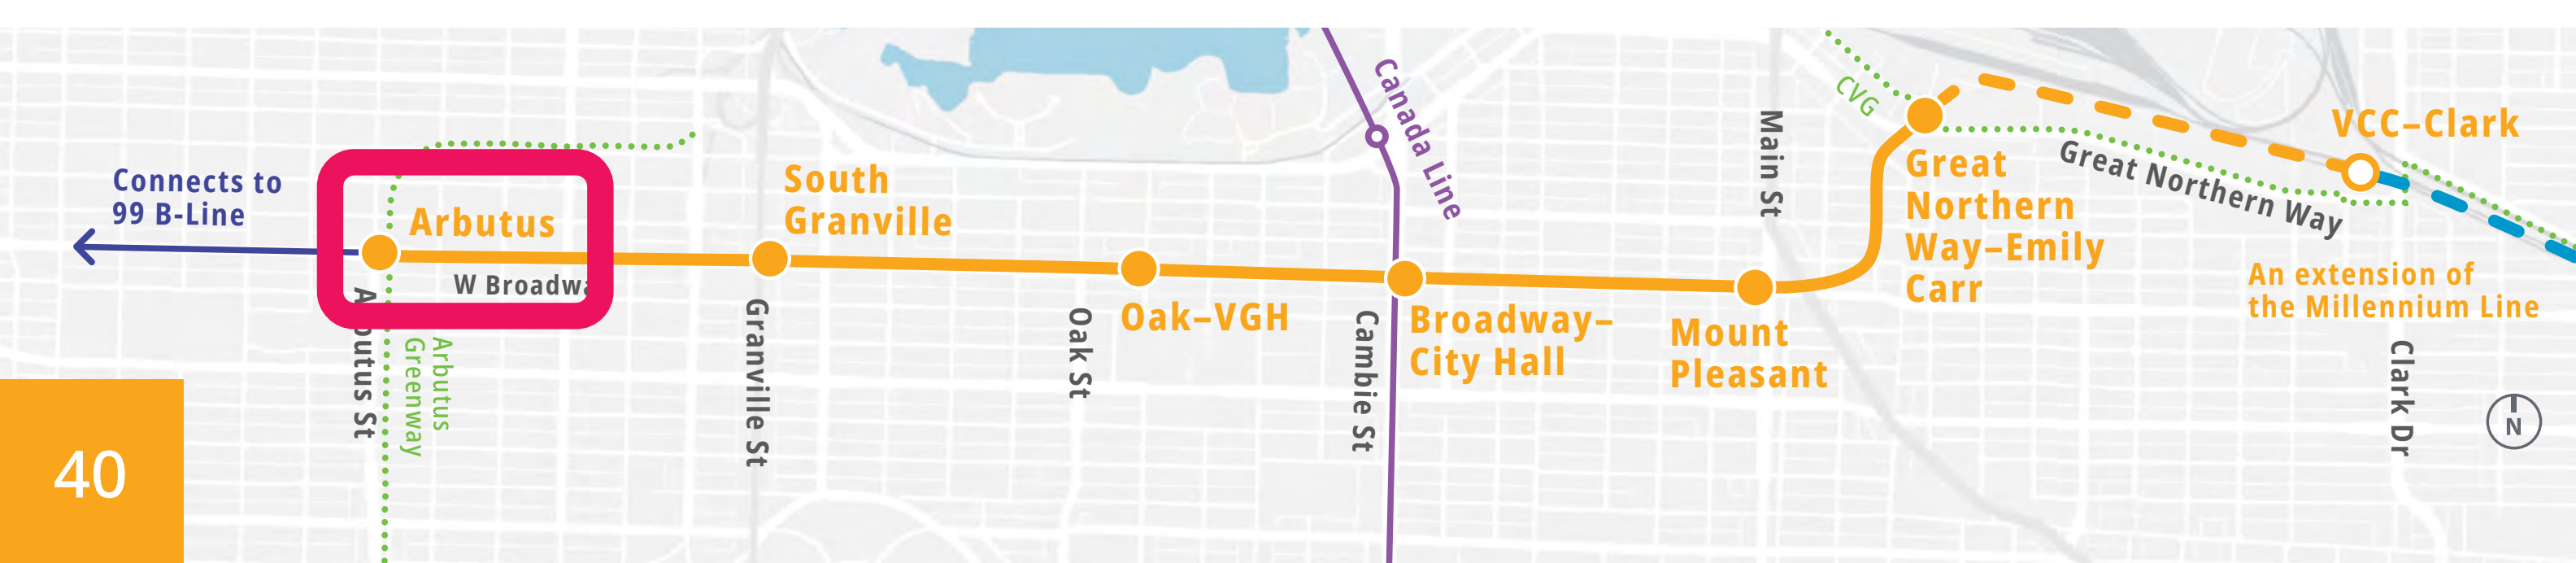 Connects to
99 B-Line
Arbutus
W Broadwa
Arbutus
Greenway
South
Granville
Granville St
Oak St
Oak–VGH
Canada Line
Cambie St
Broadway–
City Hall
Main St
Mount
Pleasant
CVG
Great
Northern
Way–Emily
Carr
Great Northern Way
VCC–Clark
An extension of
the Millennium Line
Clark Dr
N
40